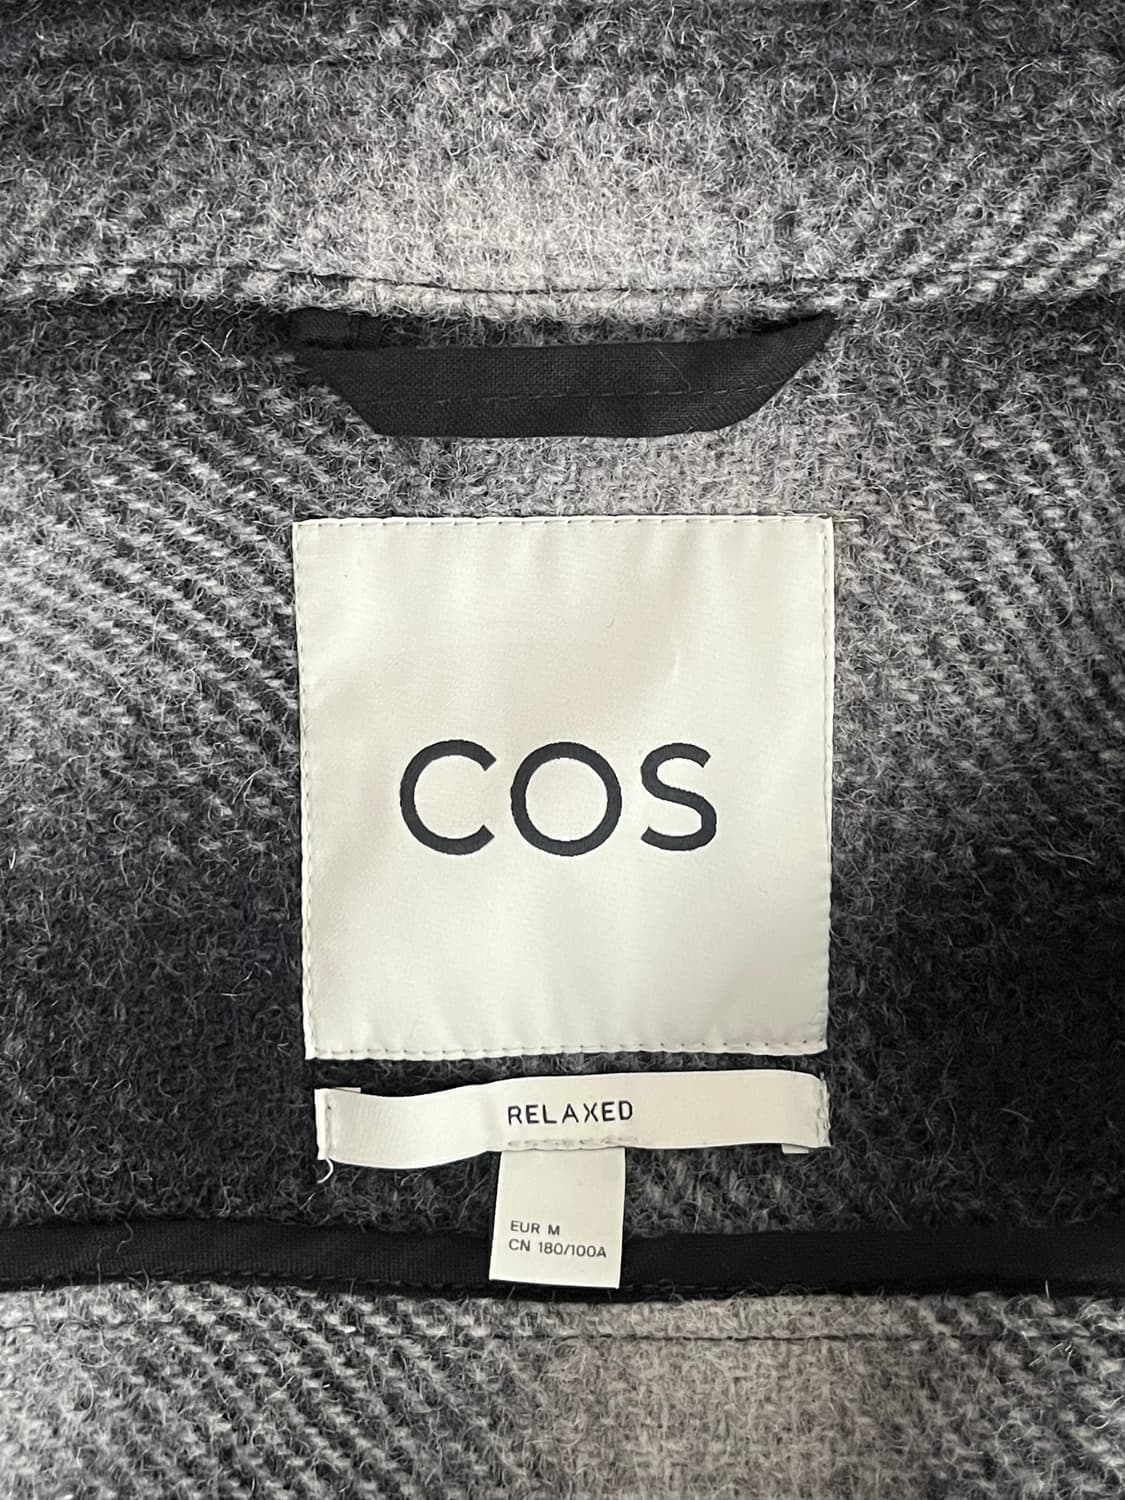 COS
RELAXED
EUR M
CN 180/100A